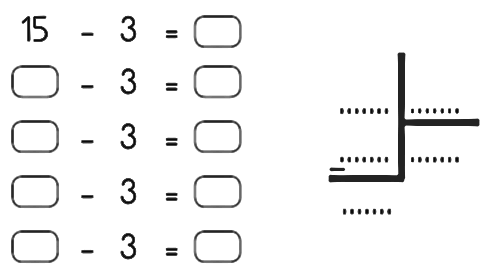 15 - 3 =
- 3 =
- 3 =
- 3 =
- 3 =